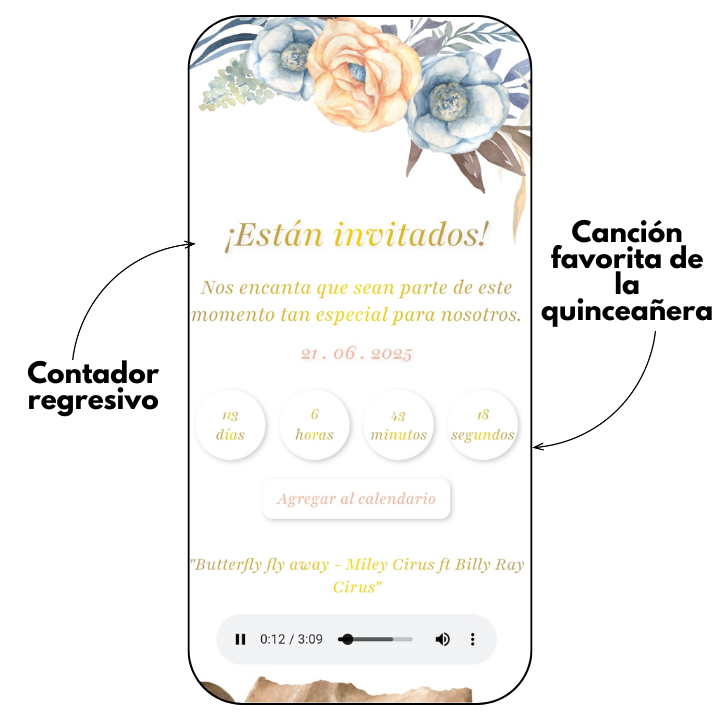 ¡Están invitados!
Nos encanta que sean parte de este
momento tan especial para nosotros.
21 . 06 . 2025
113
días
6
horas
43
minutos
18
segundos
Agregar al calendario
"Butterfly fly away - Miley Cirus ft Billy Ray
Cirus"
0:12 / 3:09
Contador
regresivo
Canción
favorita de
la
quinceañera